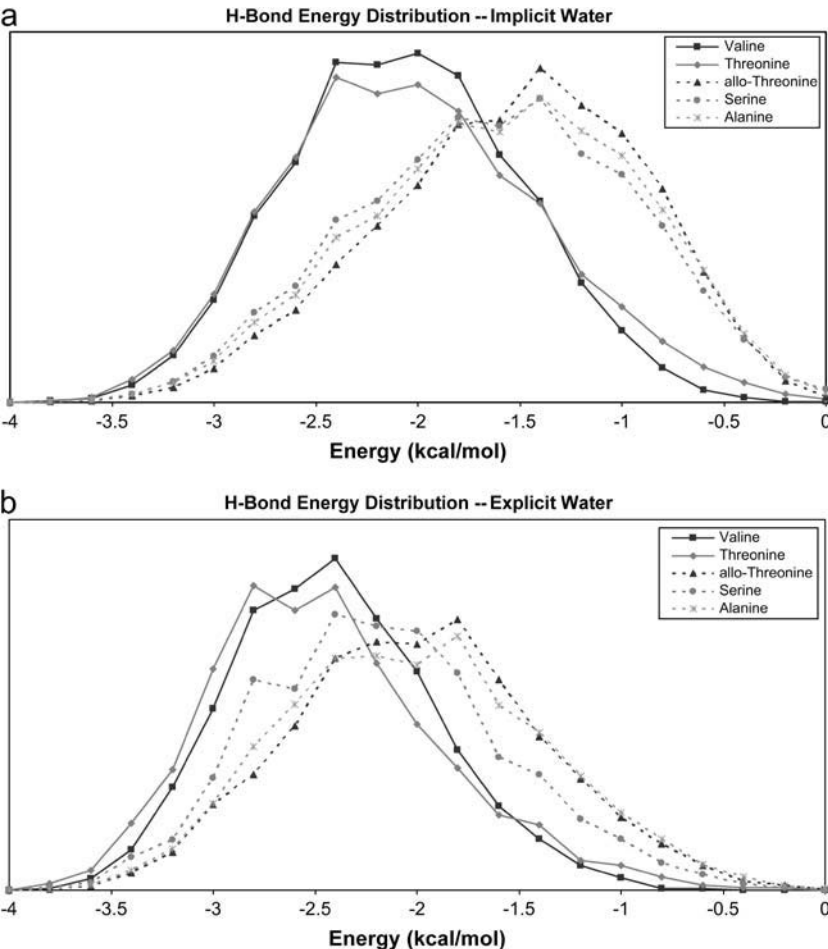 a
H-Bond Energy Distribution -- Implicit Water
Valine
Threonine
allo-Threonine
Serine
Alanine
-4 -3.5 -3 -2.5 -2 -1.5 -1 -0.5 0
Energy (kcal/mol)
b
H-Bond Energy Distribution -- Explicit Water
Valine
Threonine
allo-Threonine
Serine
Alanine
-4 -3.5 -3 -2.5 -2 -1.5 -1 -0.5 0
Energy (kcal/mol)